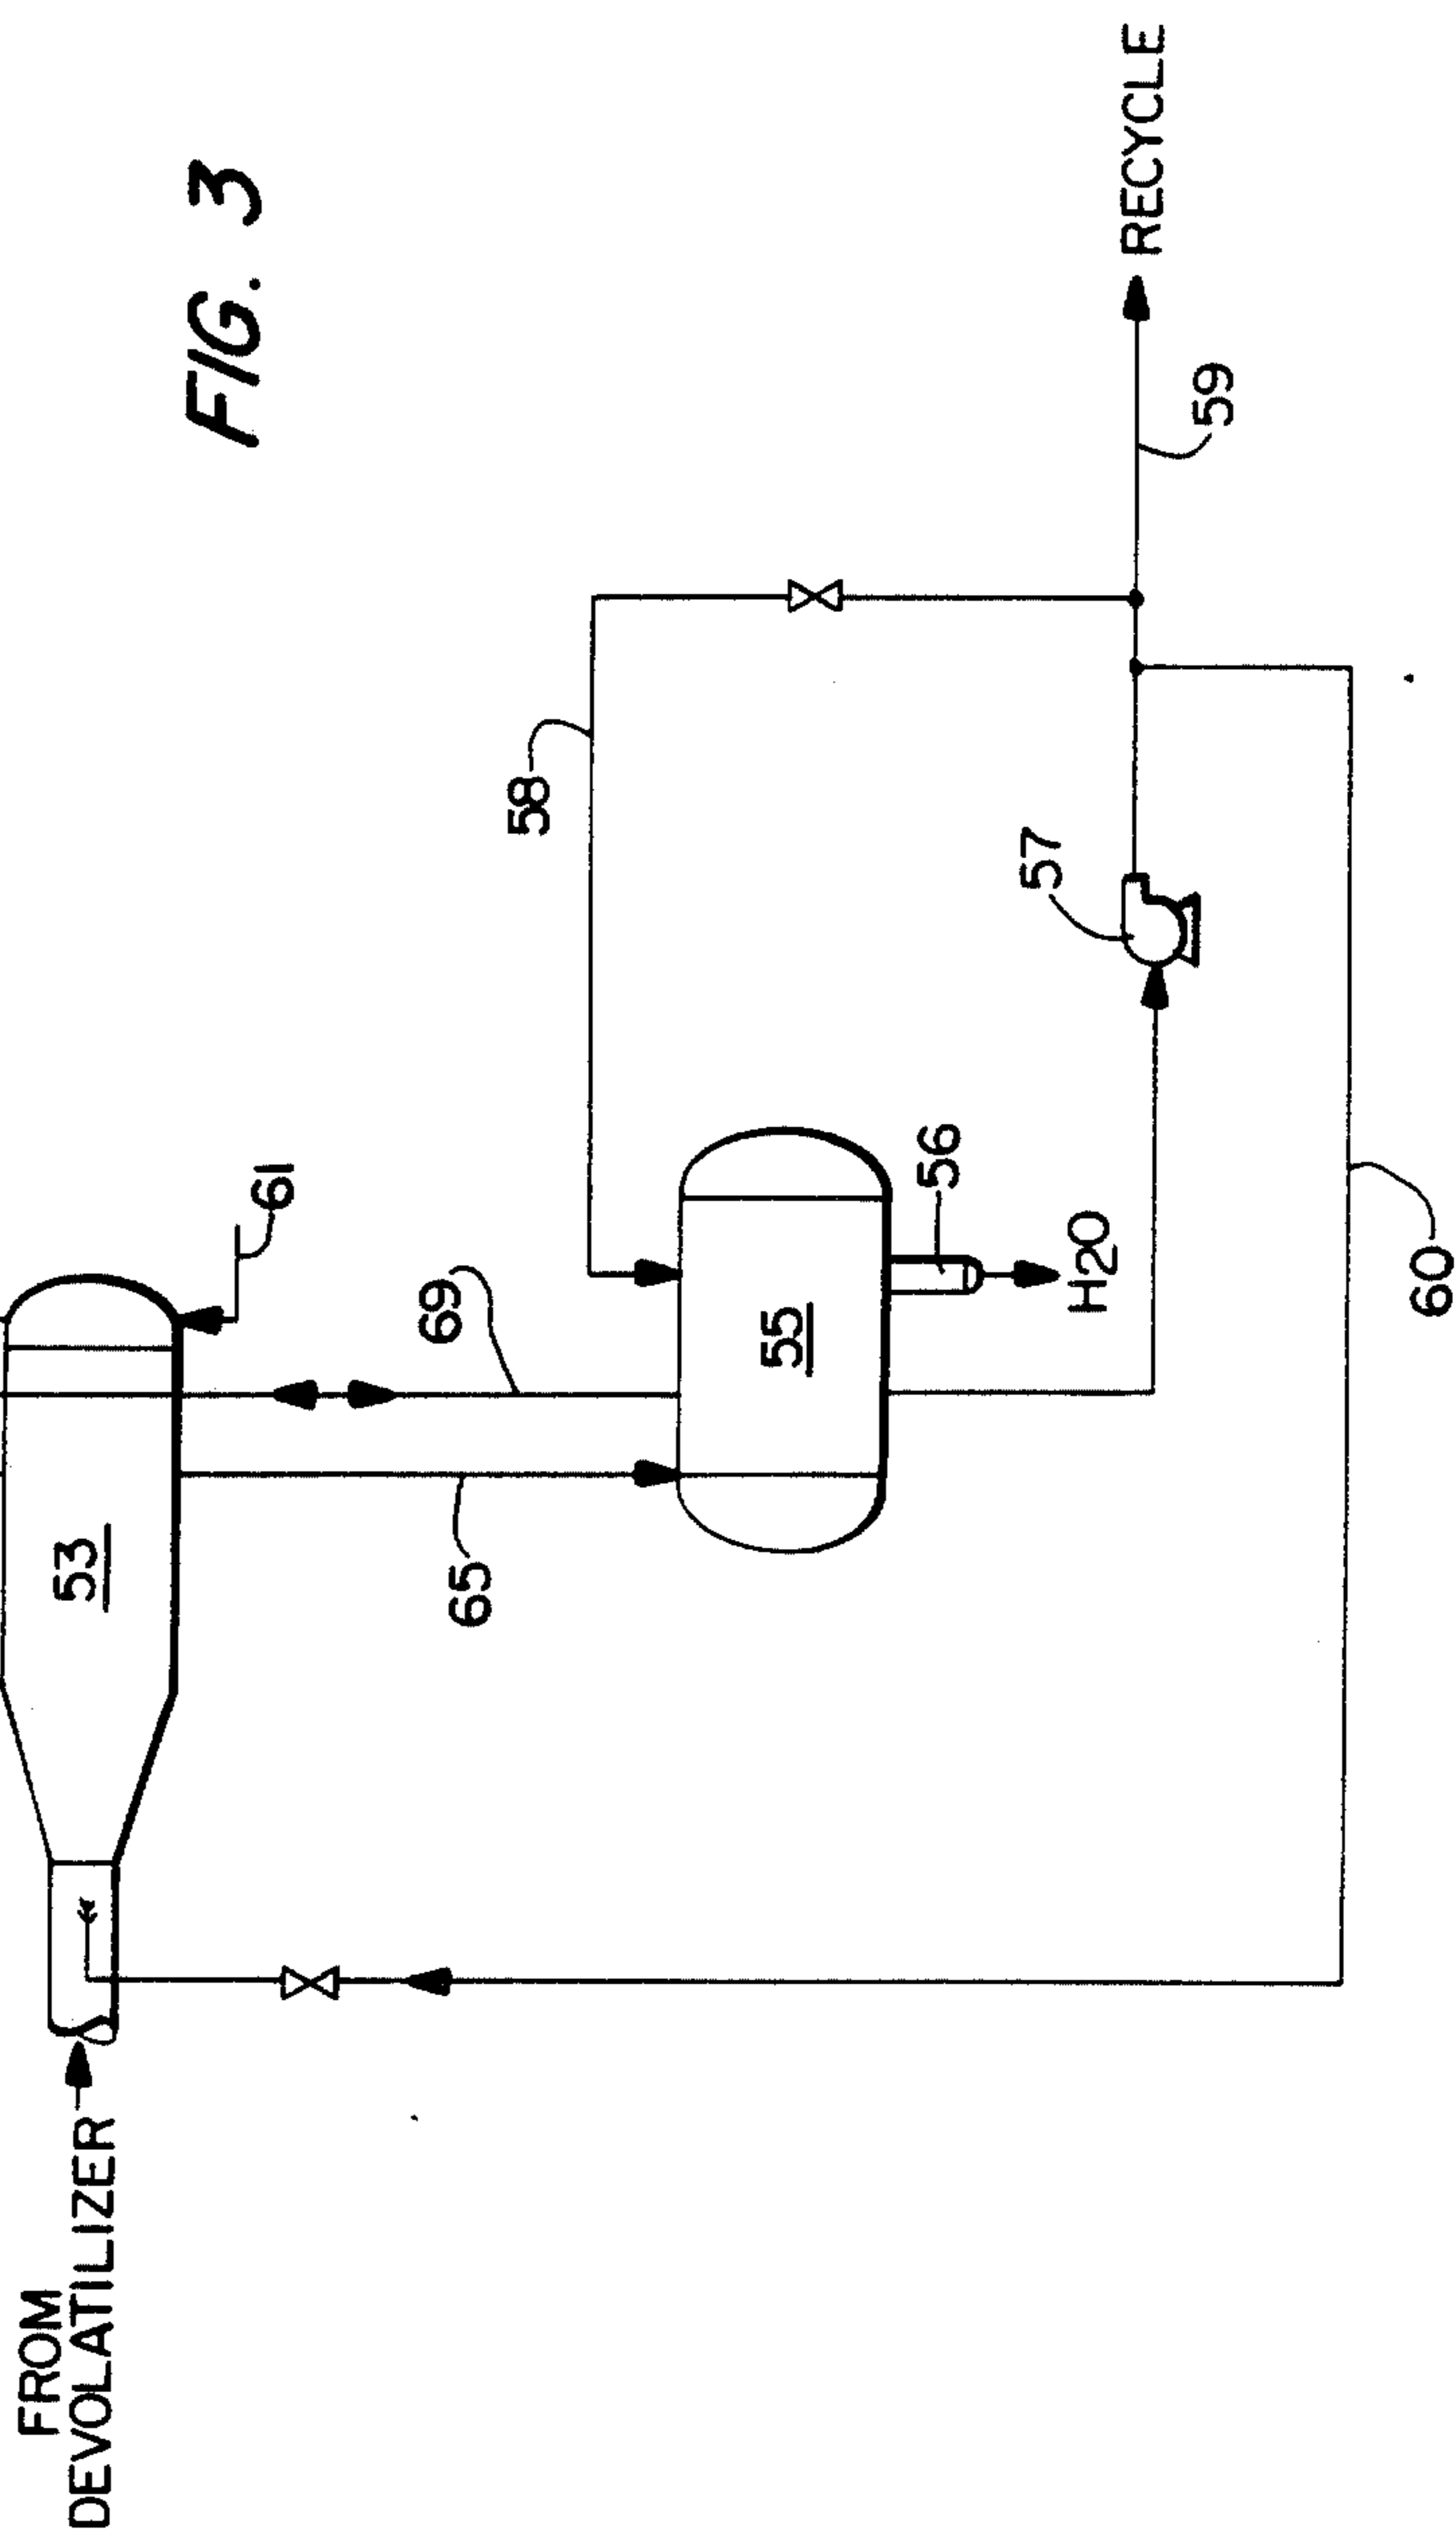 FIG. 3
FROM
DEVOLATILIZER
53
61
69
65
58
55
56
H2O
57
59
RECYCLE
60